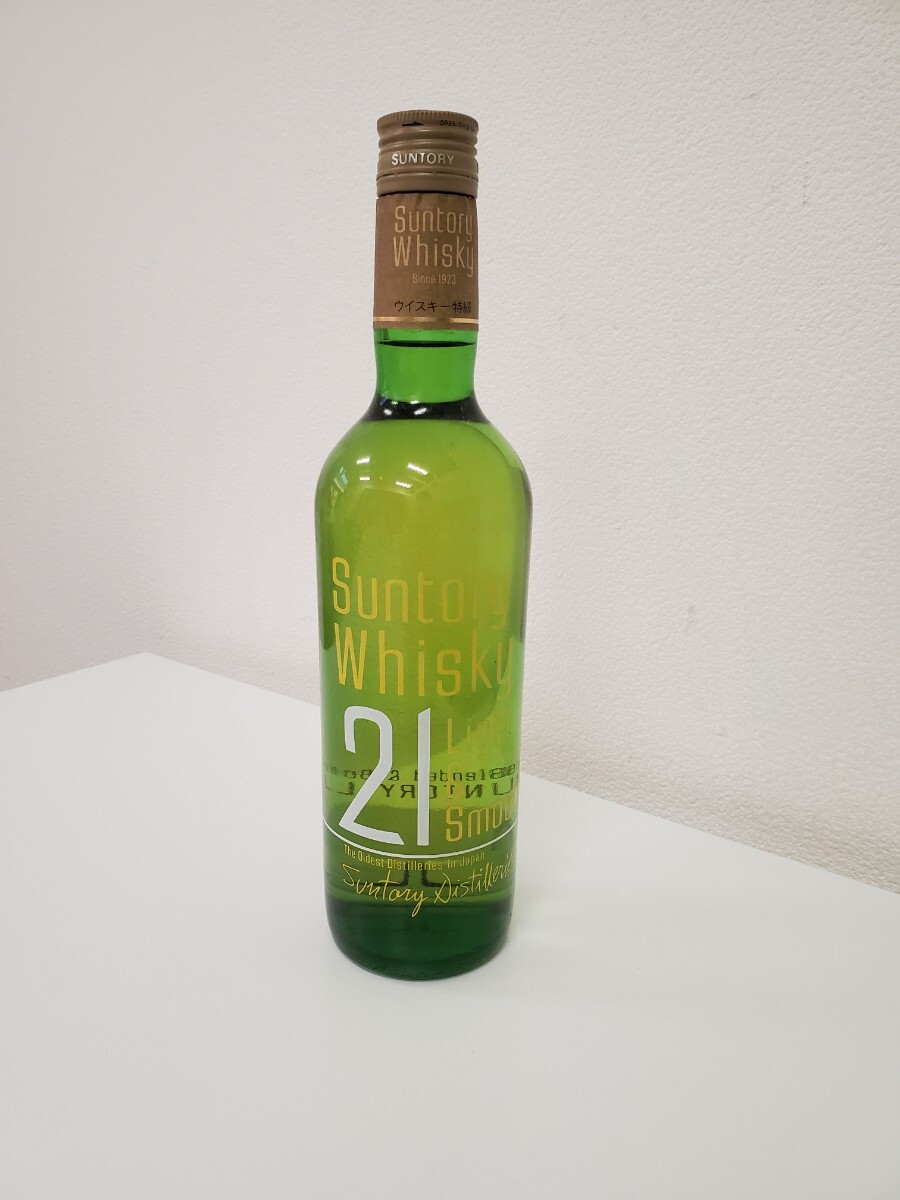 SUNTORY
Suntory
Whisky
Since 1923
ウイスキー特級
Suntory
Whisky
21
The Oldest Distilleries in Japan
Suntory